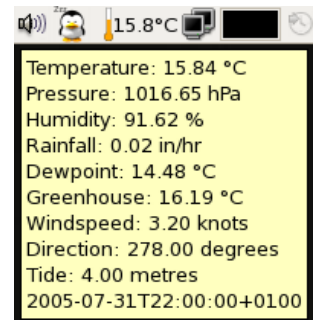 Zzz 15.8°C
Temperature: 15.84 °C
Pressure: 1016.65 hPa
Humidity: 91.62 %
Rainfall: 0.02 in/hr
Dewpoint: 14.48 °C
Greenhouse: 16.19 °C
Windspeed: 3.20 knots
Direction: 278.00 degrees
Tide: 4.00 metres
2005-07-31T22:00:00+0100